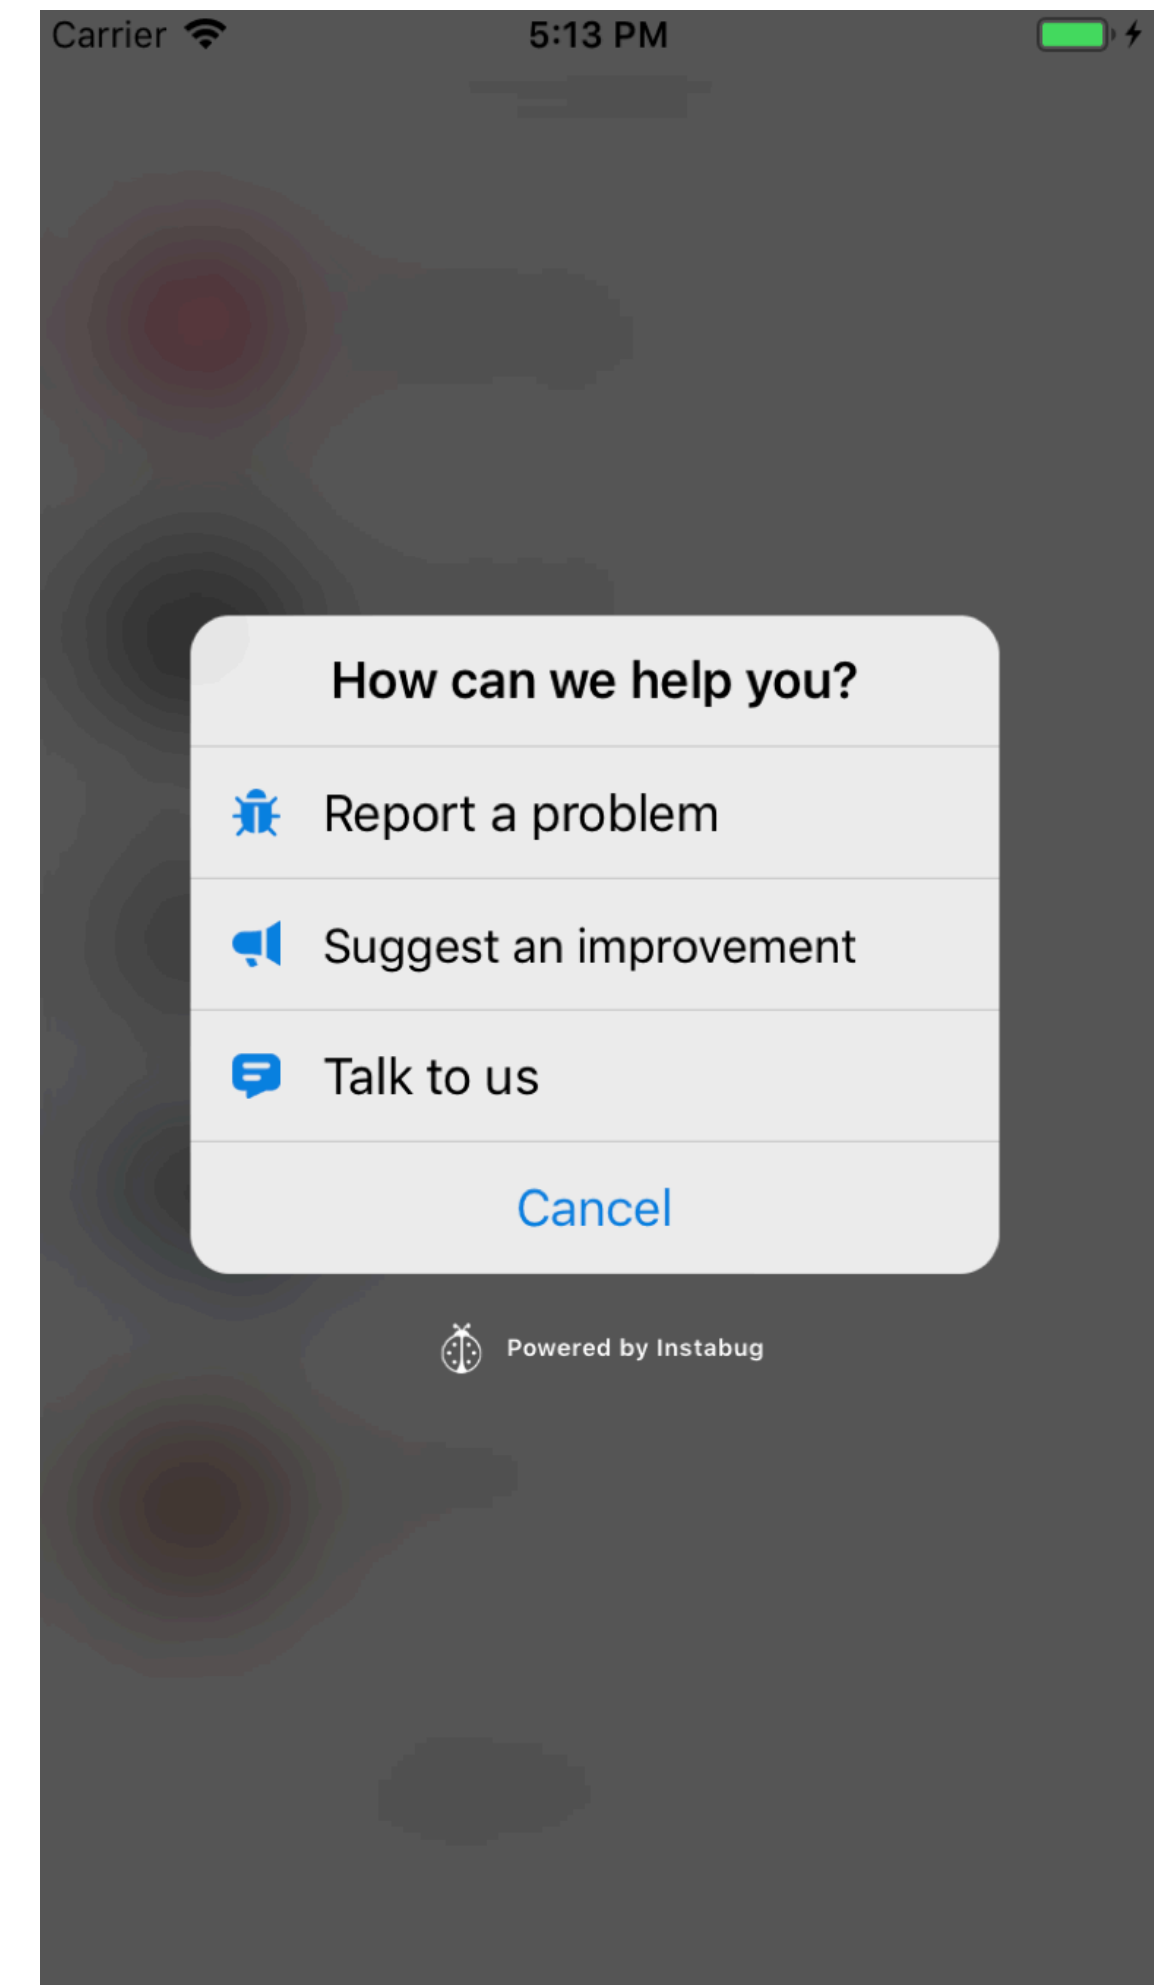 Carrier 5:13 PM
How can we help you?
Report a problem
Suggest an improvement
Talk to us
Cancel
Powered by Instabug